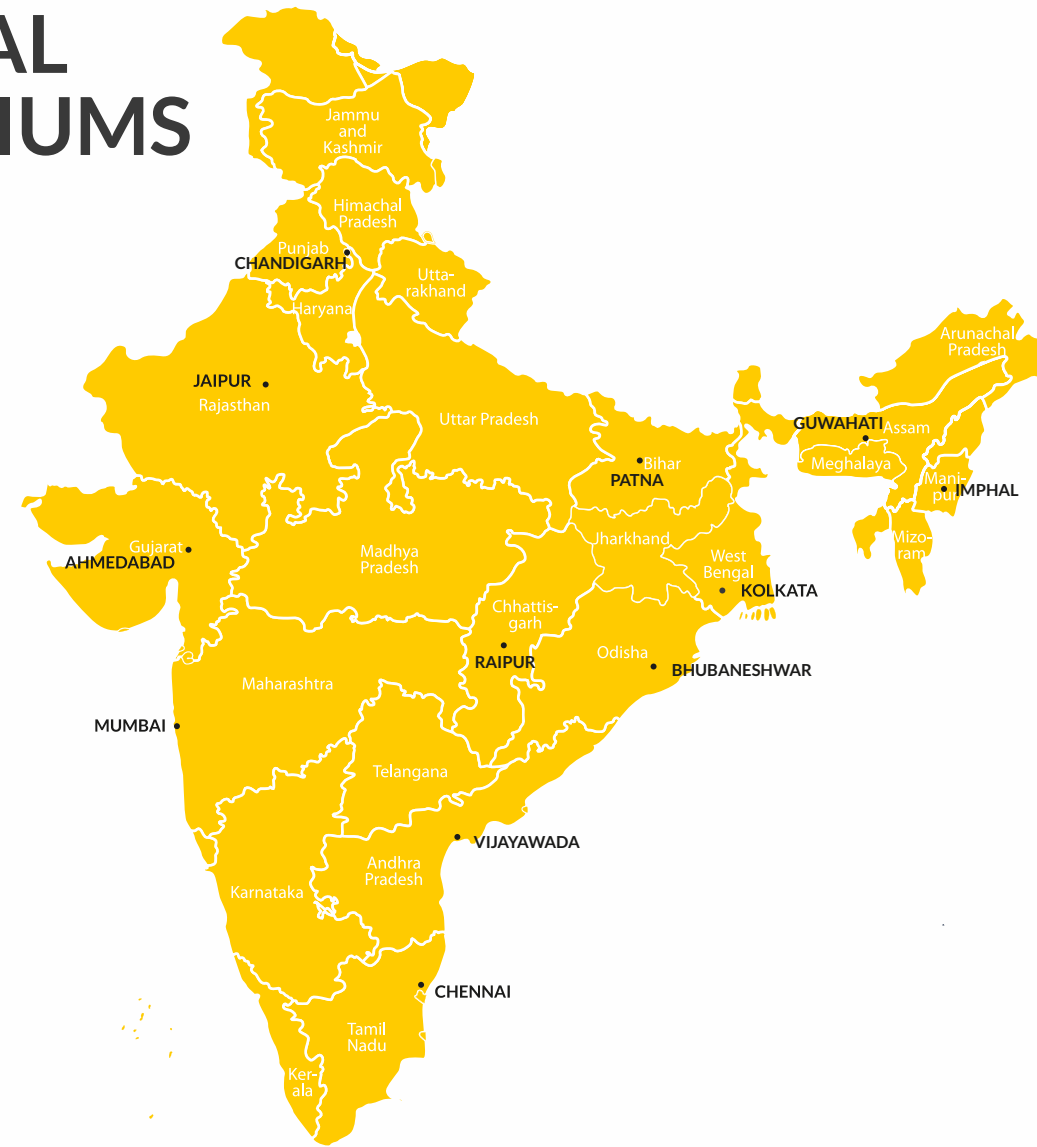 AL
IUMS
Jammu
and
Kashmir
Himachal
Pradesh
Punjab
CHANDIGARH
Utta-
rakhand
Haryana
Arunachal
Pradesh
JAIPUR
Rajasthan
Uttar Pradesh
GUWAHATI
Assam
Meghalaya
Bihar
PATNA
Mani-
pur
IMPHAL
Gujarat
AHMEDABAD
Madhya
Pradesh
Jharkhand
West
Bengal
KOLKATA
Mizo-
ram
Chhattis-
garh
RAIPUR
Odisha
BHUBANESHWAR
Maharashtra
MUMBAI
Telangana
VIJAYAWADA
Andhra
Pradesh
Karnataka
CHENNAI
Tamil
Nadu
Ker-
ala